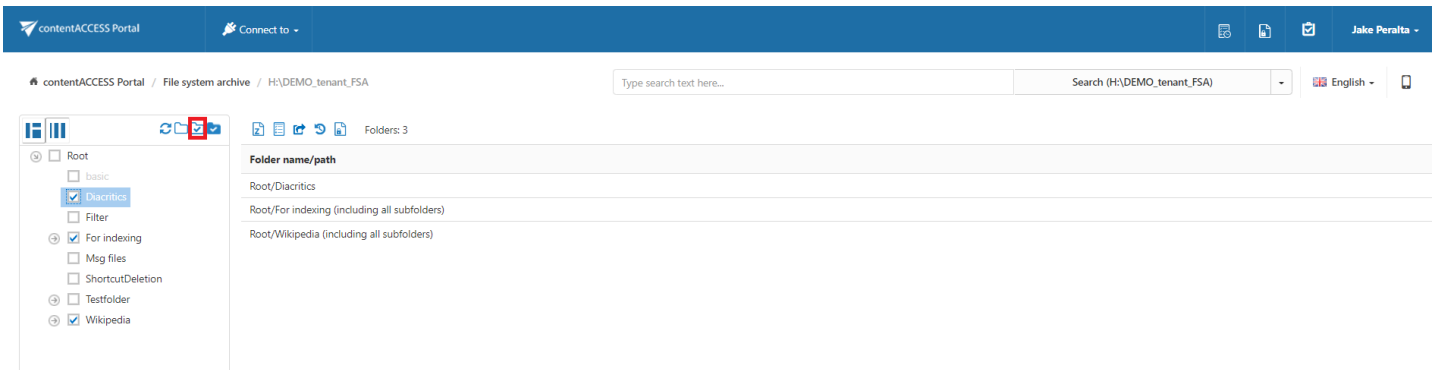 contentACCESS Portal
Connect to
Jake Peralta
contentACCESS Portal / File system archive / H:\DEMO_tenant_FSA
Type search text here...
Search (H:\DEMO_tenant_FSA)
English
Folders: 3
Root
basic
Diacritics
Filter
For indexing
Msg files
ShortcutDeletion
Testfolder
Wikipedia
Folder name/path
Root/Diacritics
Root/For indexing (including all subfolders)
Root/Wikipedia (including all subfolders)